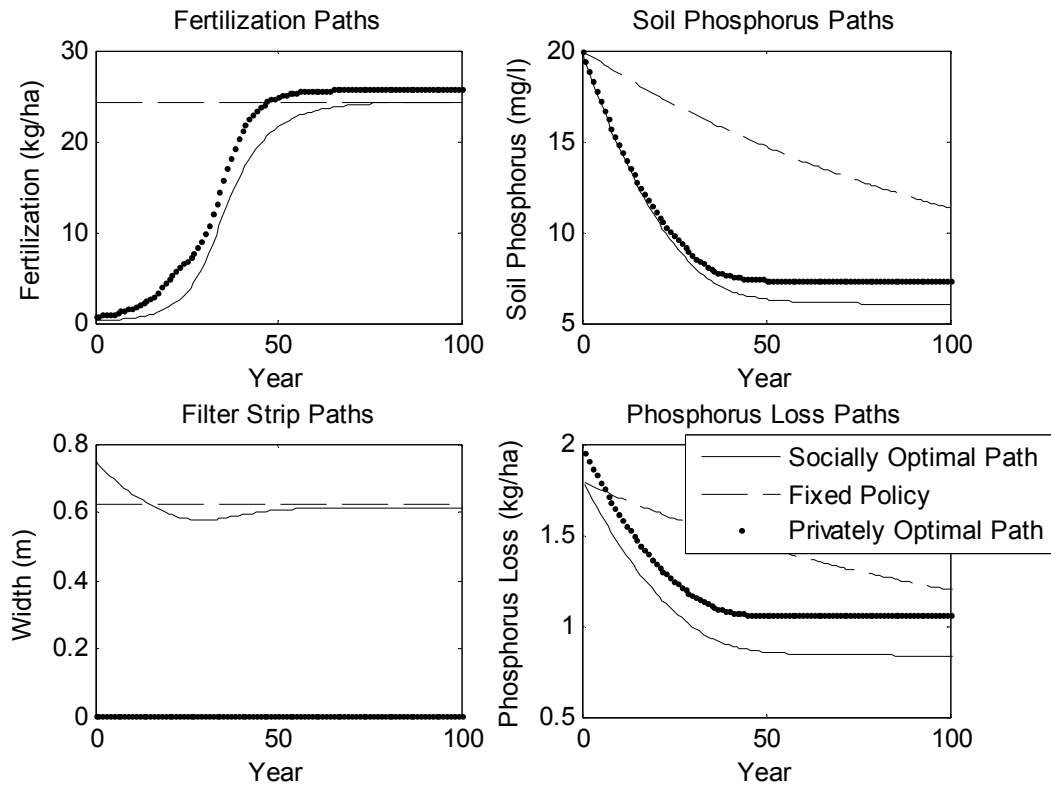 Fertilization Paths
Fertilization (kg/ha)
30
20
10
0
0
50
100
Year
Soil Phosphorus Paths
Soil Phosphorus (mg/l)
20
15
10
5
0
50
100
Year
Filter Strip Paths
Width (m)
0.8
0.6
0.4
0.2
0
0
50
100
Year
Phosphorus Loss Paths
Phosphorus Loss (kg/ha)
2
1.5
1
0.5
0
50
100
Year
Socially Optimal Path
Fixed Policy
Privately Optimal Path